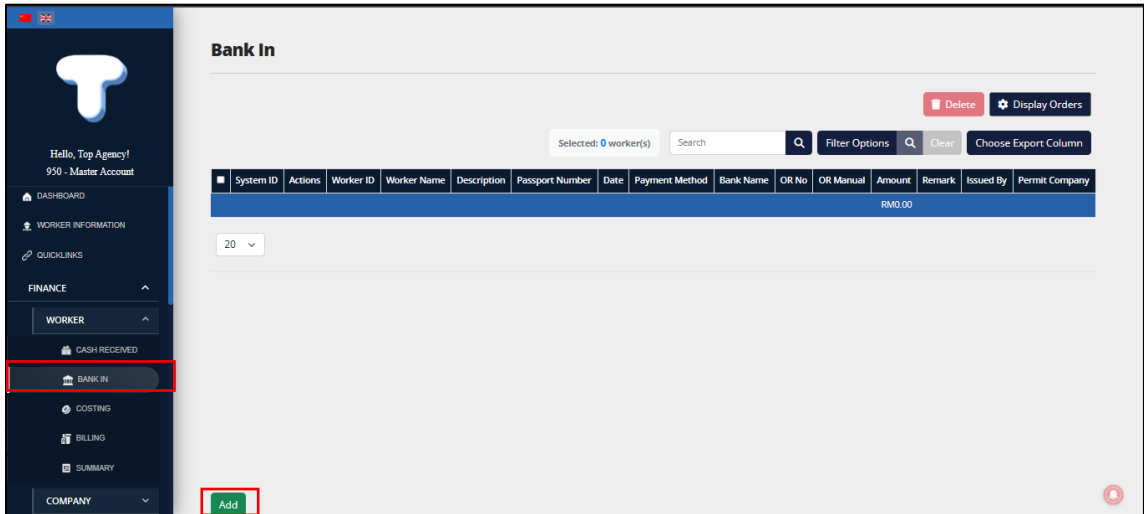 Hello, Top Agency!
950 - Master Account
DASHBOARD
WORKER INFORMATION
QUICKLINKS
FINANCE
WORKER
CASH RECEIVED
BANK IN
COSTING
BILLING
SUMMARY
COMPANY
Bank In
Delete Display Orders
Selected: 0 worker(s) Search Filter Options Clear Choose Export Column
System ID Actions Worker ID Worker Name Description Passport Number Date Payment Method Bank Name OR No OR Manual Amount Remark Issued By Permit Company
RM0.00
20
Add